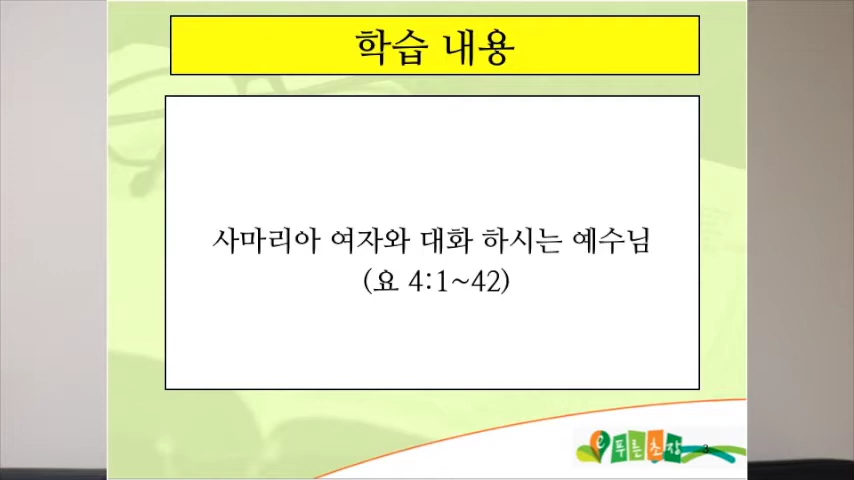 학습 내용
사마리아 여자와 대화 하시는 예수님
(요 4:1~42)
e 푸른초장
3